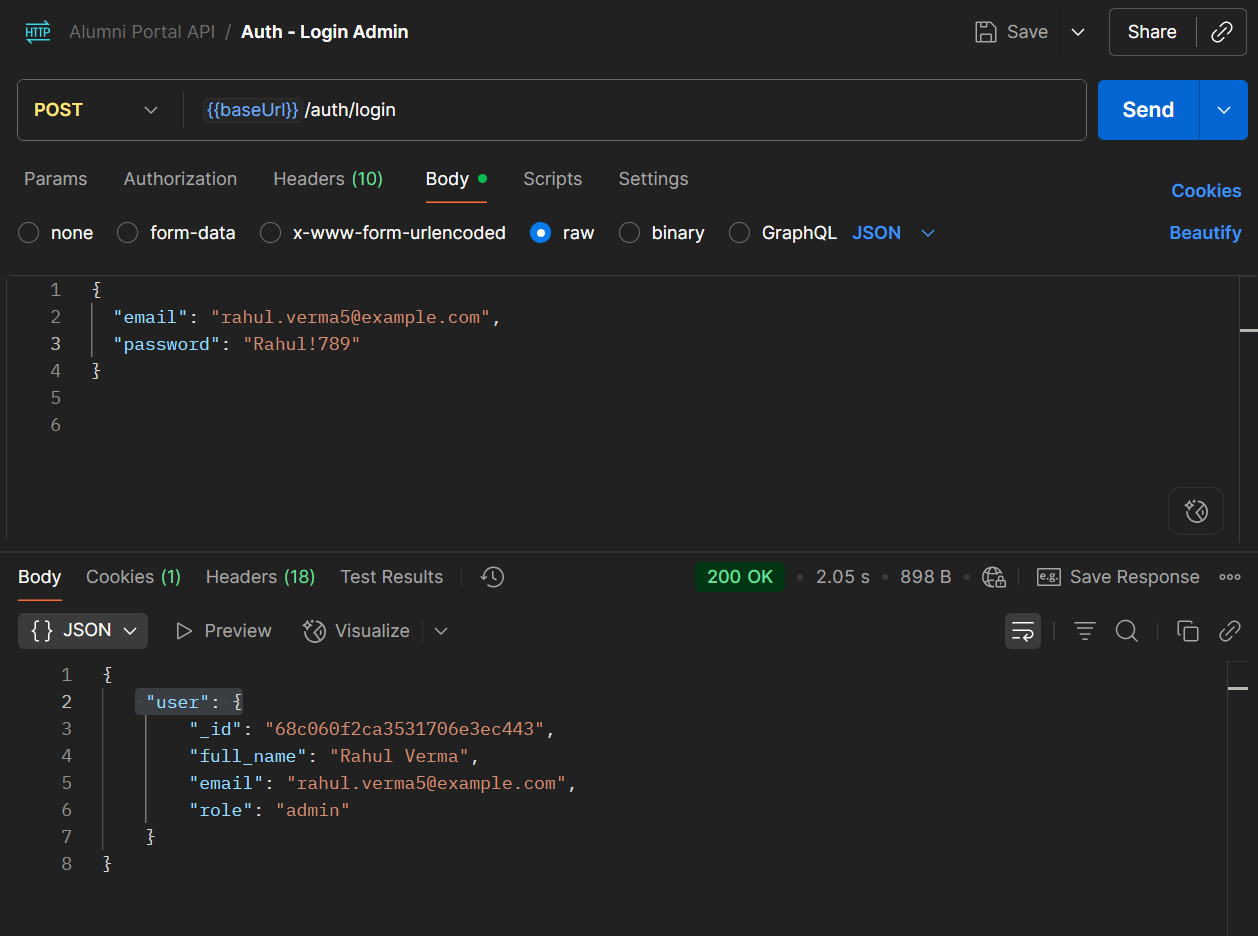 HTTP Alumni Portal API / Auth - Login Admin Save Share
POST {{baseUrl}} /auth/login Send
Params Authorization Headers (10) Body Scripts Settings Cookies
none form-data x-www-form-urlencoded raw binary GraphQL JSON Beautify
1 {
2 "email": "rahul.verma5@example.com",
3 "password": "Rahul!789"
4 }
5
6
Body Cookies (1) Headers (18) Test Results 200 OK • 2.05 s • 898 B • e.g. Save Response
{} JSON Preview Visualize
1 {
2 "user": {
3 "_id": "68c060f2ca3531706e3ec443",
4 "full_name": "Rahul Verma",
5 "email": "rahul.verma5@example.com",
6 "role": "admin"
7 }
8 }